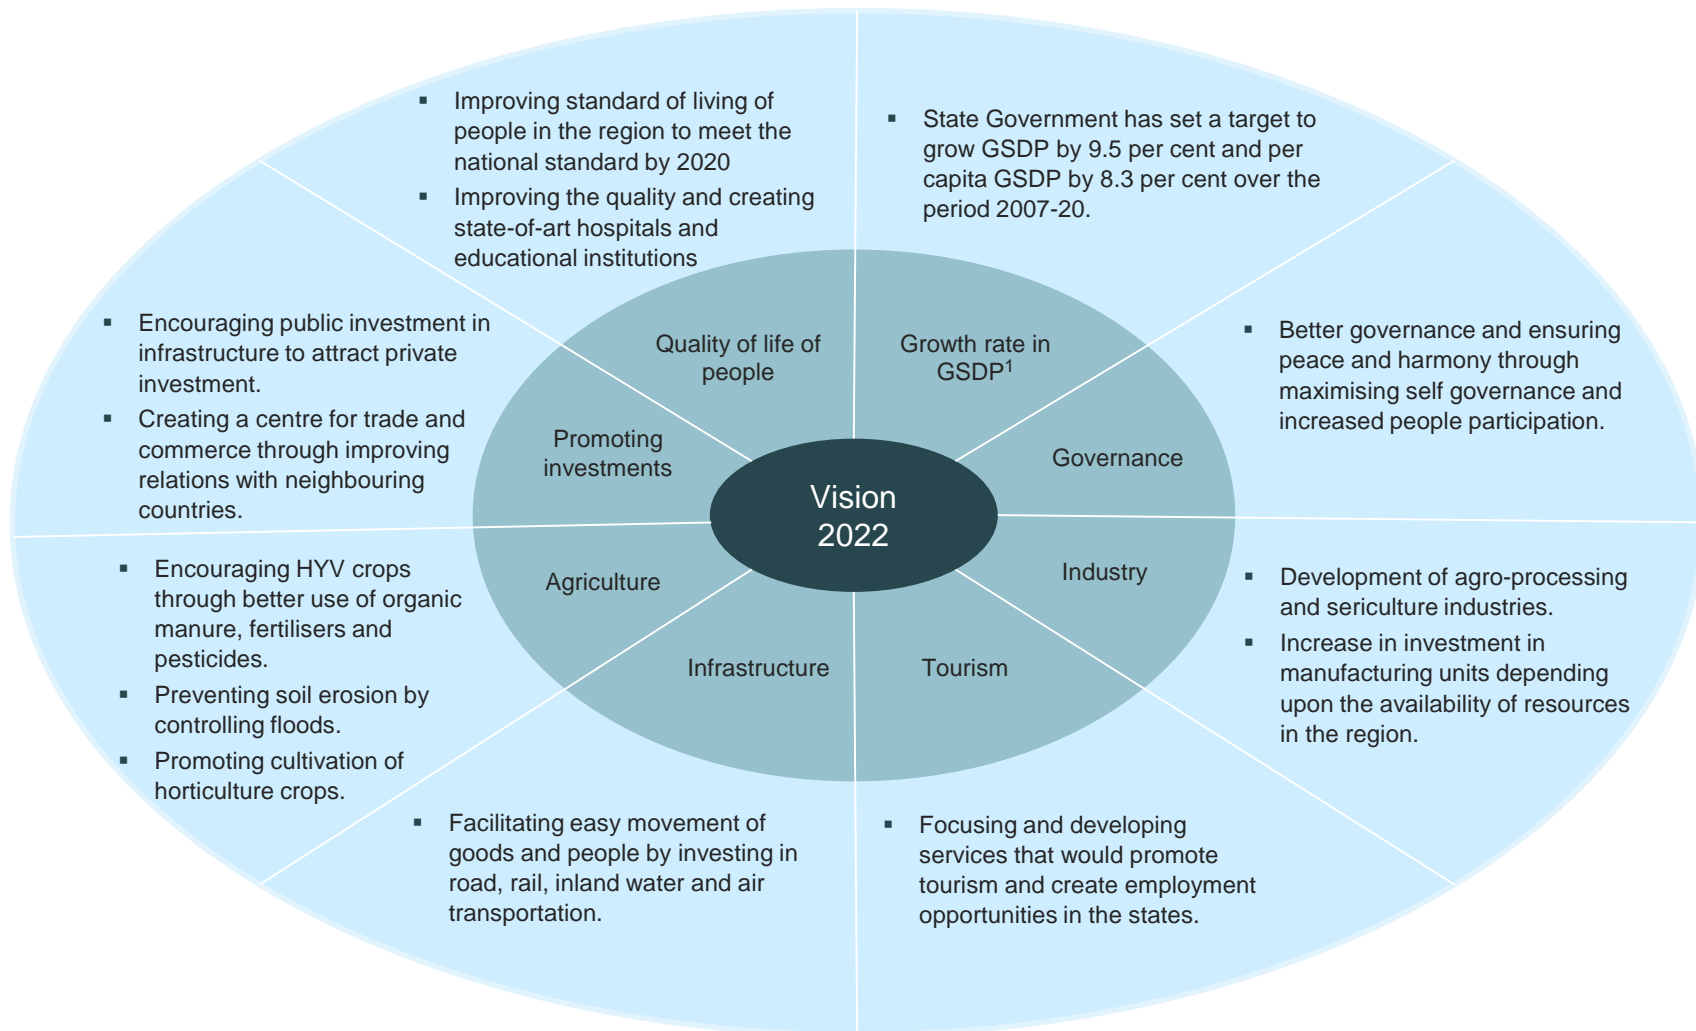 ▪ Improving standard of living of
people in the region to meet the
national standard by 2020
▪ Improving the quality and creating
state-of-art hospitals and
educational institutions
▪ State Government has set a target to
grow GSDP by 9.5 per cent and per
capita GSDP by 8.3 per cent over the
period 2007-20.
▪ Encouraging public investment in
infrastructure to attract private
investment.
▪ Creating a centre for trade and
commerce through improving
relations with neighbouring
countries.
Quality of life of
people
Growth rate in
GSDP¹
▪ Better governance and ensuring
peace and harmony through
maximising self governance and
increased people participation.
Promoting
investments
Governance
Vision
2022
Agriculture
Industry
Infrastructure
Tourism
▪ Encouraging HYV crops
through better use of organic
manure, fertilisers and
pesticides.
▪ Preventing soil erosion by
controlling floods.
▪ Promoting cultivation of
horticulture crops.
▪ Development of agro-processing
and sericulture industries.
▪ Increase in investment in
manufacturing units depending
upon the availability of resources
in the region.
▪ Facilitating easy movement of
goods and people by investing in
road, rail, inland water and air
transportation.
▪ Focusing and developing
services that would promote
tourism and create employment
opportunities in the states.